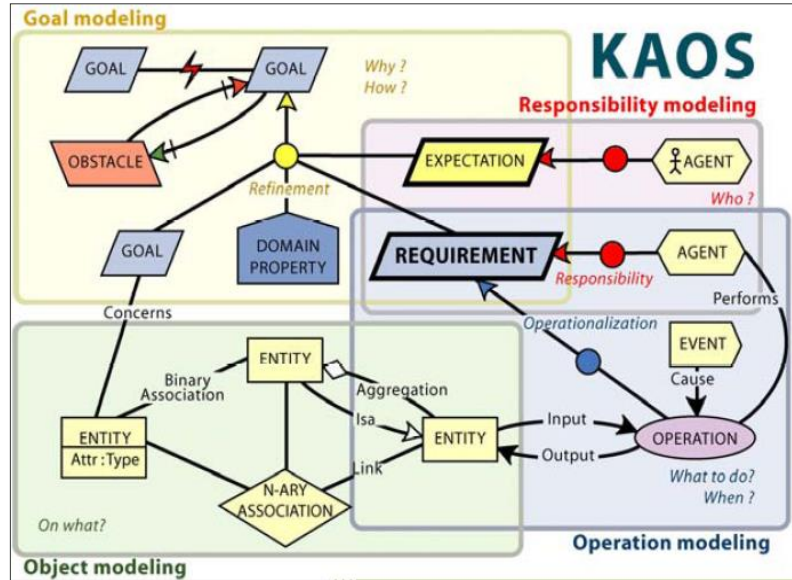 Goal modeling
KAOS
GOAL
GOAL
Why ?
How ?
Responsibility modeling
OBSTACLE
EXPECTATION
AGENT
Refinement
Who ?
GOAL
DOMAIN
PROPERTY
REQUIREMENT
AGENT
Responsibility
Performs
Concerns
Operationalization
EVENT
ENTITY
Binary
Association
Aggregation
Cause
Isa
ENTITY
Attr : Type
ENTITY
Input
OPERATION
Output
Link
N-ARY
ASSOCIATION
What to do?
When ?
On what?
Operation modeling
Object modeling